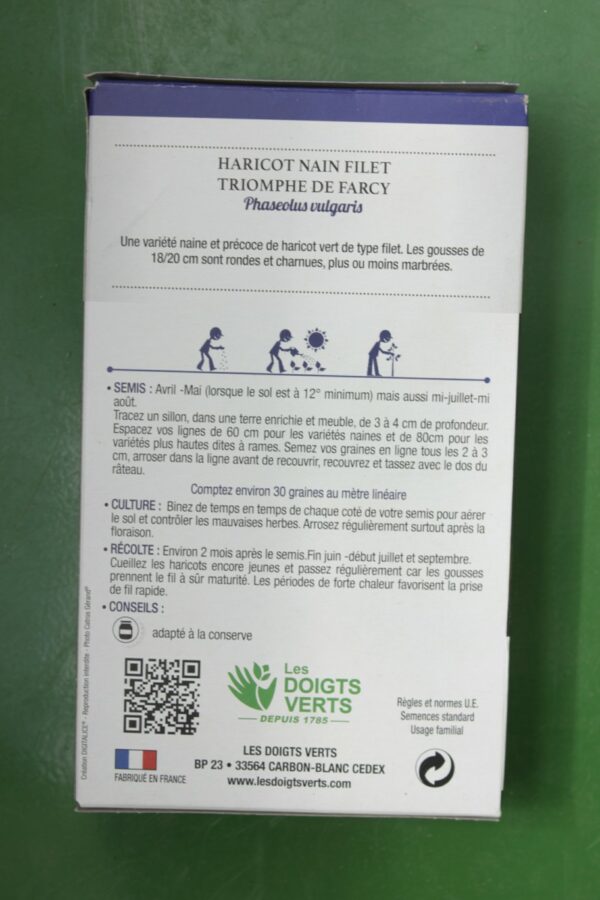 HARICOT NAIN FILET
TRIOMPHE DE FARCY
Phaseolus vulgaris
Une variété naine et précoce de haricot vert de type filet. Les gousses de
18/20 cm sont rondes et charnues, plus ou moins marbrées.
• SEMIS : Avril -Mai (lorsque le sol est à 12° minimum) mais aussi mi-juillet-mi
août.
Tracez un sillon, dans une terre enrichie et meuble, de 3 à 4 cm de profondeur.
Espacez vos lignes de 60 cm pour les variétés naines et de 80cm pour les
variétés plus hautes dites à rames. Semez vos graines en ligne tous les 2 à 3
cm, arroser dans la ligne avant de recouvrir, recouvrez et tassez avec le dos du
râteau.
Comptez environ 30 graines au mètre linéaire
• CULTURE : Binez de temps en temps de chaque coté de votre semis pour aérer
le sol et contrôler les mauvaises herbes. Arrosez régulièrement surtout après la
floraison.
• RÉCOLTE : Environ 2 mois après le semis.Fin juin -début juillet et septembre.
Cueillez les haricots encore jeunes et passez régulièrement car les gousses
prennent le fil à sûr maturité. Les périodes de forte chaleur favorisent la prise
de fil rapide.
• CONSEILS :
adapté à la conserve
Création DIGITALICE® - Reproduction interdite - Photo Catros Gérand®
Les
DOIGTS
VERTS
DEPUIS 1785
Règles et normes U.E.
Semences standard
Usage familial
FABRIQUÉ EN FRANCE
LES DOIGTS VERTS
BP 23 • 33564 CARBON-BLANC CEDEX
www.lesdoigtsverts.com